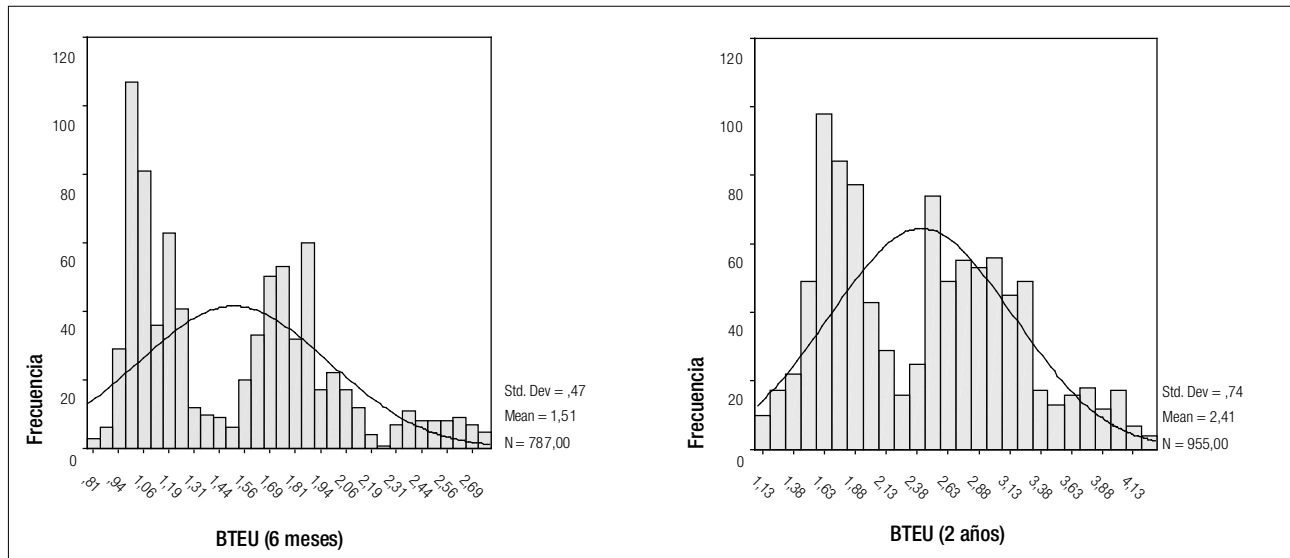 120
100
80
60
40
20
0
Frecuencia
,81 ,94 1,06 1,19 1,31 1,44 1,56 1,69 1,81 1,94 2,06 2,19 2,31 2,44 2,56 2,69
BTEU (6 meses)
Std. Dev = ,47
Mean = 1,51
N = 787,00
120
100
80
60
40
20
0
Frecuencia
1,13 1,38 1,63 1,88 2,13 2,38 2,63 2,88 3,13 3,38 3,63 3,88 4,13
BTEU (2 años)
Std. Dev = ,74
Mean = 2,41
N = 955,00